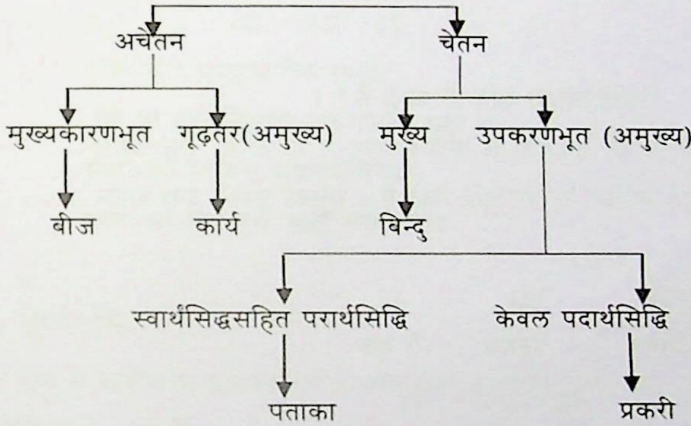 अचेतन चेतन
मुख्यकारणभूत गूढ़तर(अमुख्य) मुख्य उपकरणभूत (अमुख्य)
बीज कार्य विन्दु
स्वार्थसिद्धसहित परार्थसिद्धि केवल पदार्थसिद्धि
पताका प्रकरी